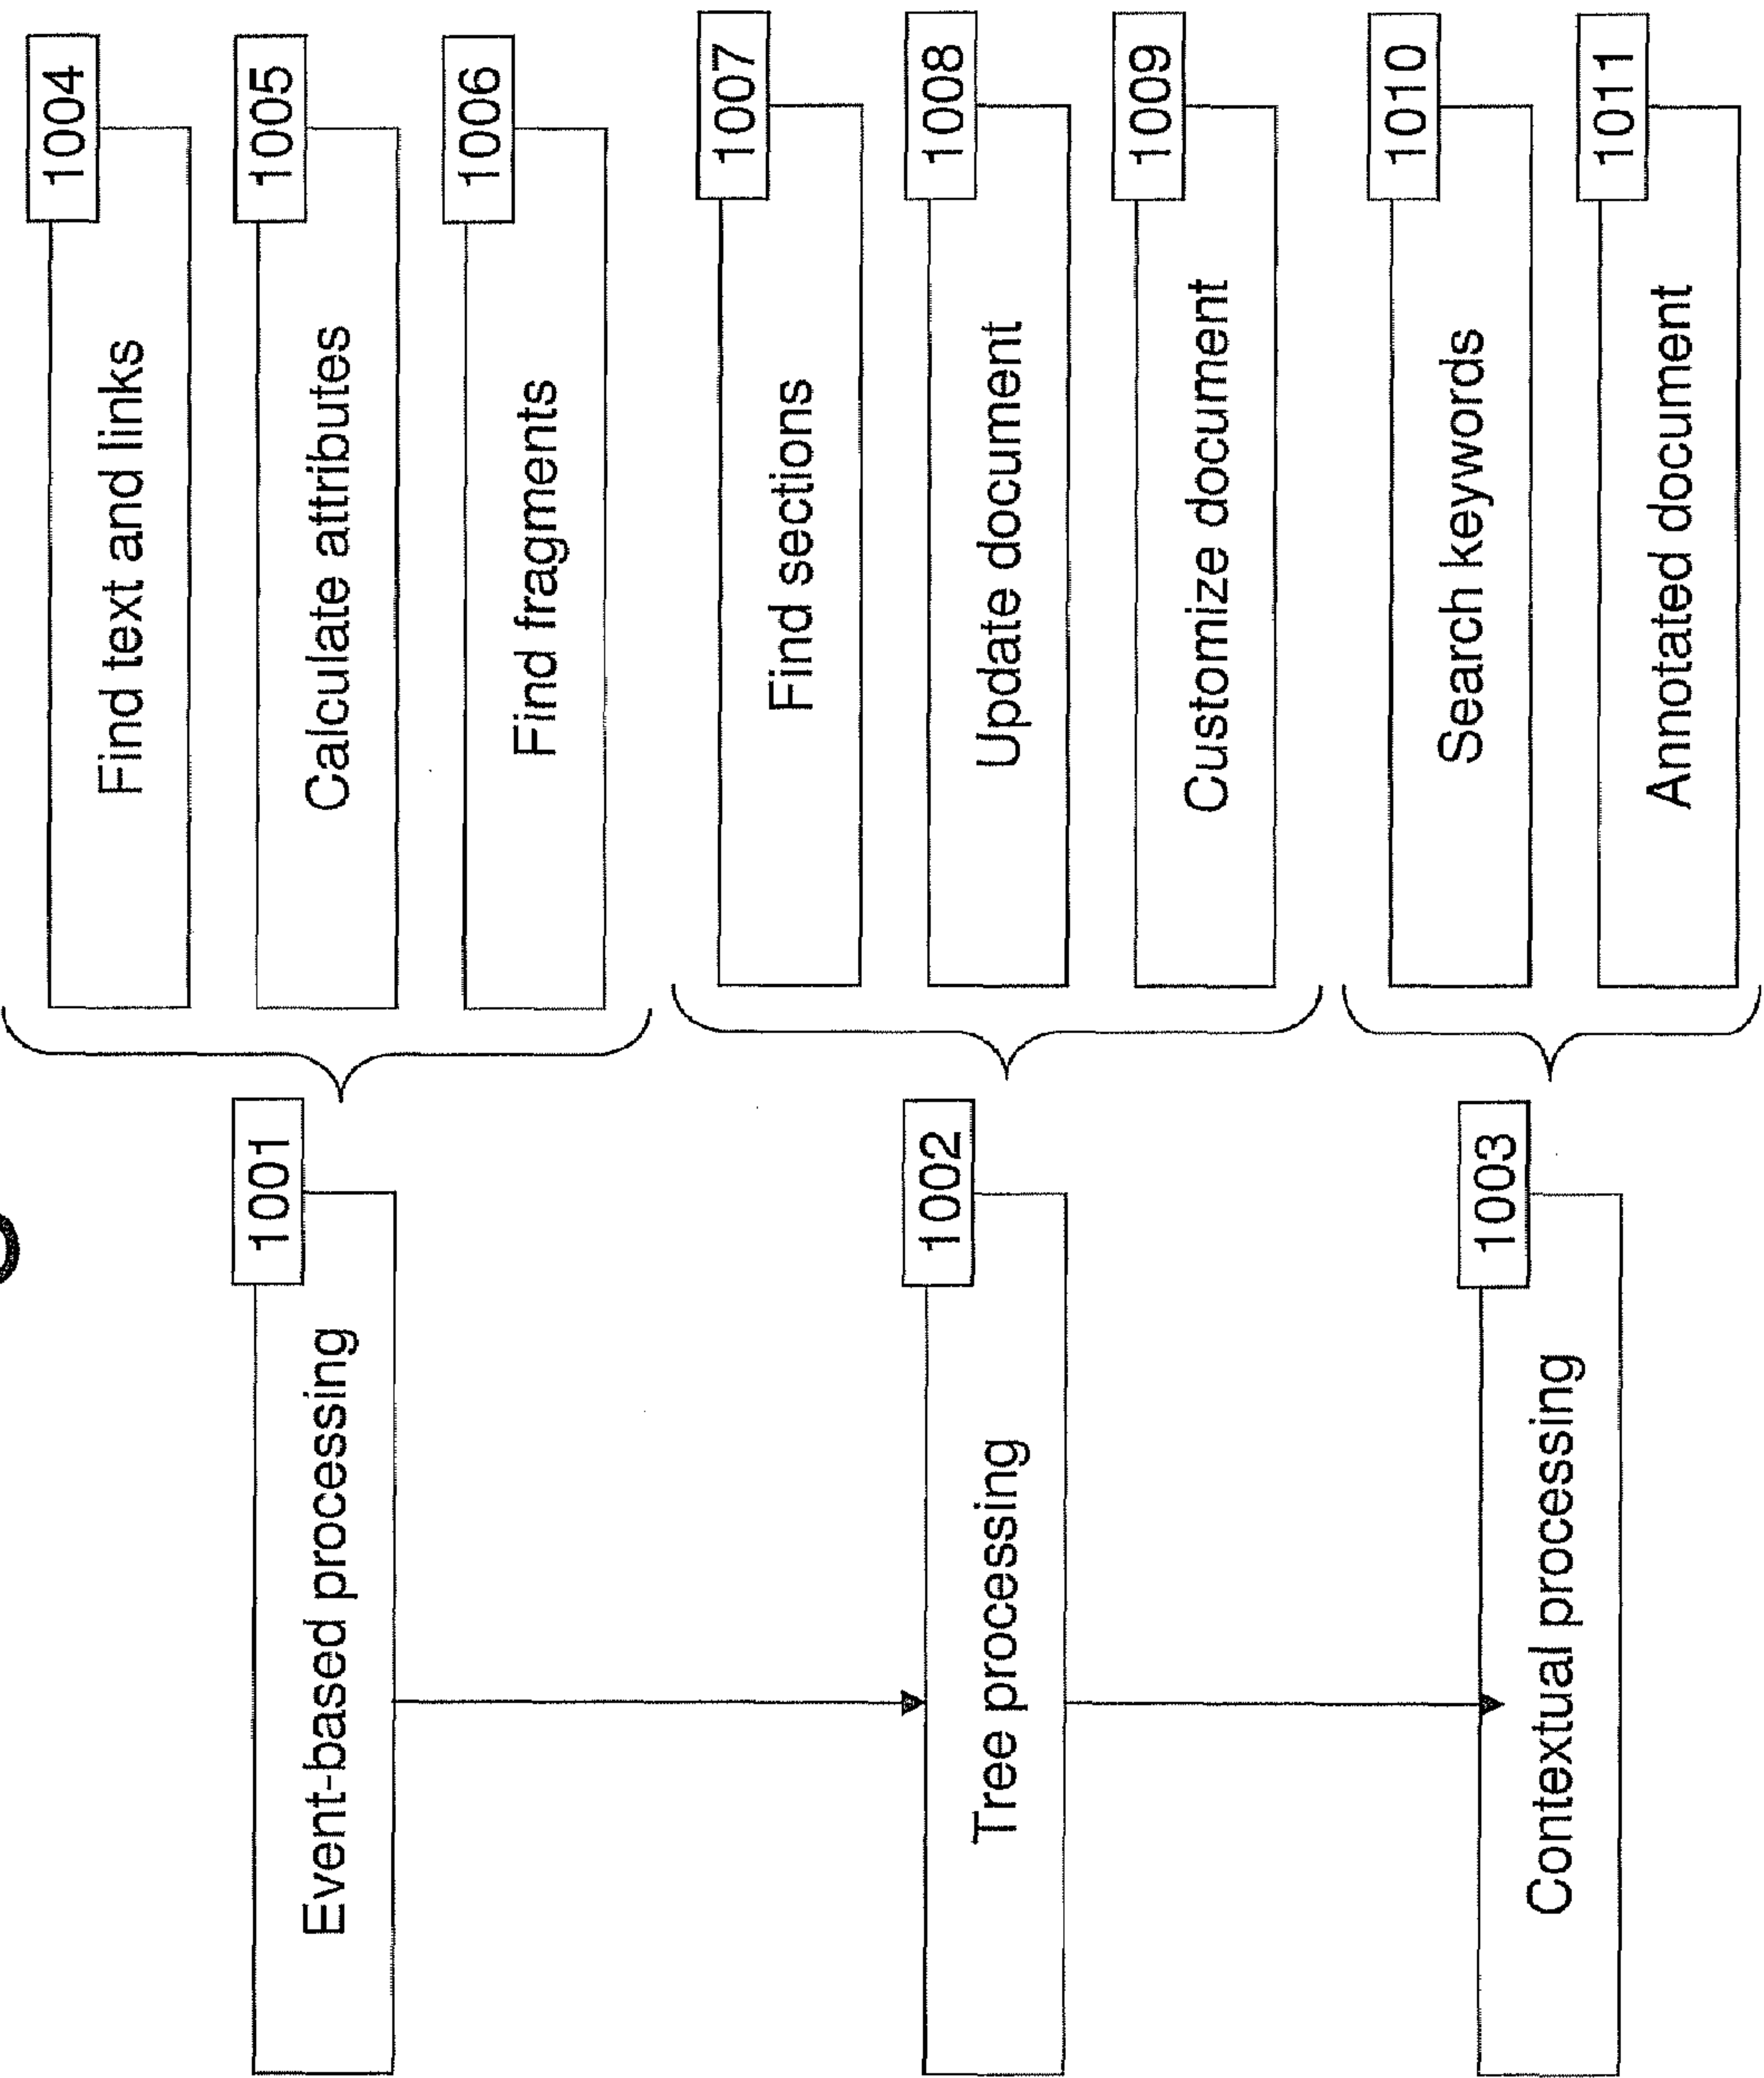 Event-based processing
1001
Find text and links
1004
Calculate attributes
1005
Find fragments
1006
Tree processing
1002
Find sections
1007
Update document
1008
Customize document
1009
Contextual processing
1003
Search keywords
1010
Annotated document
1011